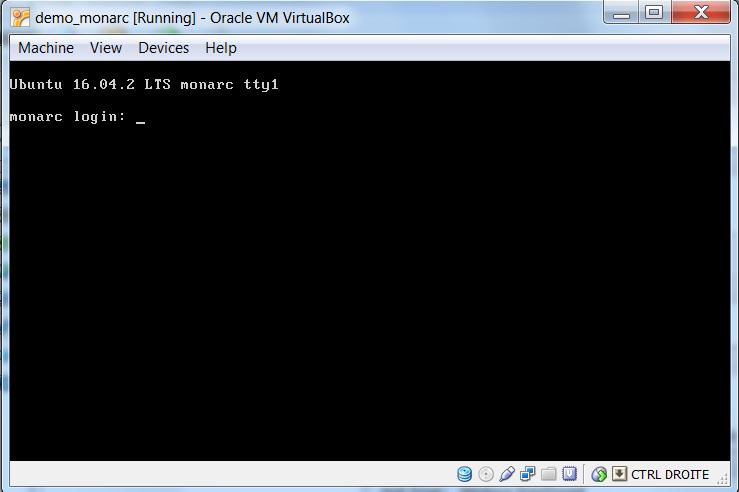 demo_monarc [Running] - Oracle VM VirtualBox
Machine View Devices Help
Ubuntu 16.04.2 LTS monarc tty1
monarc login: _
CTRL DROITE